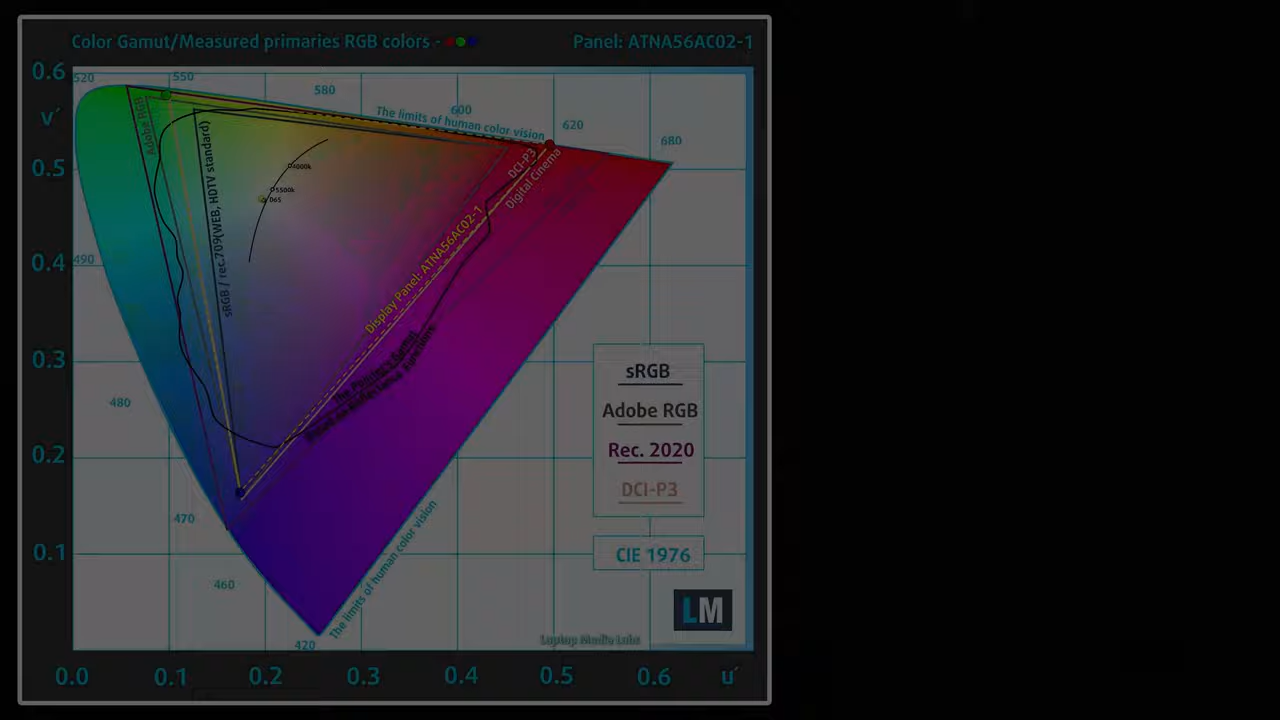 Color Gamut/Measured primaries RGB colors -
Panel: ATNA56AC02-1
0.6
v´
0.5
0.4
0.3
0.2
0.1
0.0
0.1
0.2
0.3
0.4
0.5
0.6
u´
520
550
580
600
620
680
490
480
470
460
420
The limits of human color vision
Adobe RGB
sRGB / rec.709(WEB, HDTV standard)
4000k
5500k
D65
DCI-P3
Digital Cinema
Display Panel: ATNA56AC02-1
The Pointer's Gamut
The limits of human color vision
sRGB
Adobe RGB
Rec. 2020
DCI-P3
CIE 1976
LM
Laptop Media Labs